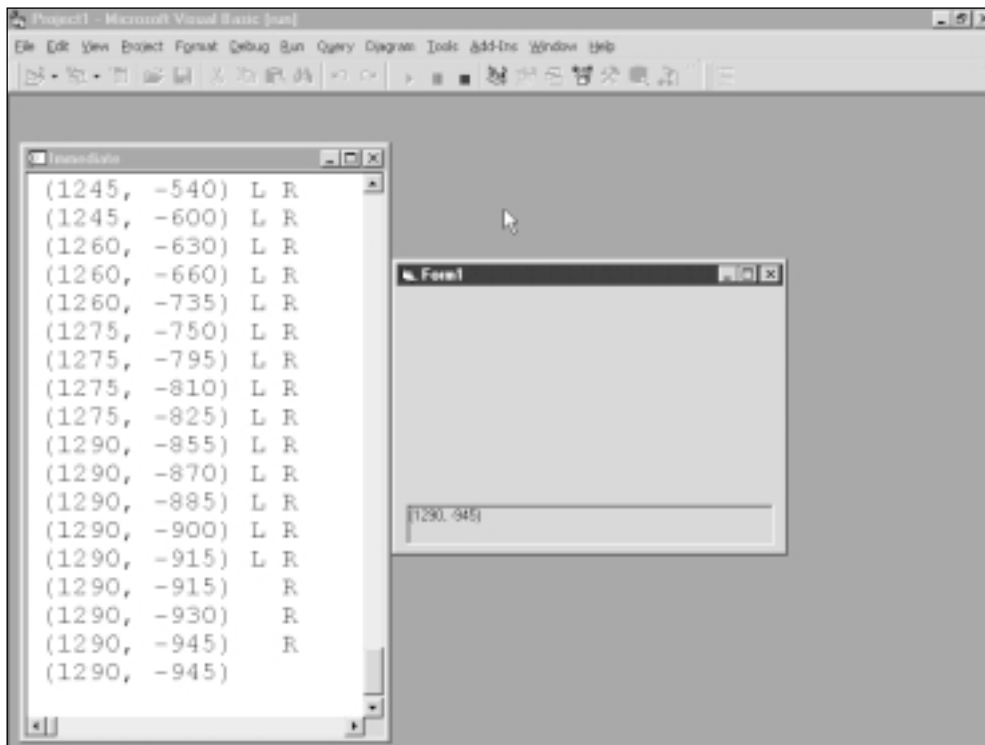 Project1 - Microsoft Visual Basic [run]
File Edit View Project Format Debug Run Query Diagram Tools Add-Ins Window Help
Immediate
(1245, -540) L R
(1245, -600) L R
(1260, -630) L R
(1260, -660) L R
(1260, -735) L R
(1275, -750) L R
(1275, -795) L R
(1275, -810) L R
(1275, -825) L R
(1290, -855) L R
(1290, -870) L R
(1290, -885) L R
(1290, -900) L R
(1290, -915) L R
(1290, -915) R
(1290, -930) R
(1290, -945) R
(1290, -945)
Form1
(1290, -945)